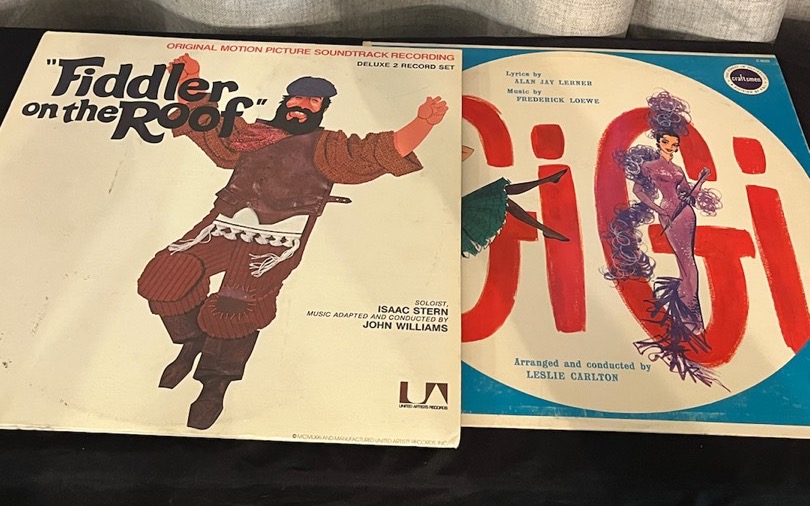 ORIGINAL MOTION PICTURE SOUNDTRACK RECORDING
DELUXE 2 RECORD SET
"Fiddler
on the Roof"
SOLOIST,
ISAAC STERN
MUSIC ADAPTED AND CONDUCTED BY
JOHN WILLIAMS
UA
UNITED ARTISTS RECORDS
Lyrics by
ALAN JAY LERNER
Music by
FREDERICK LOEWE
craftsmen
Gi Gi
Arranged and conducted by
LESLIE CARLTON